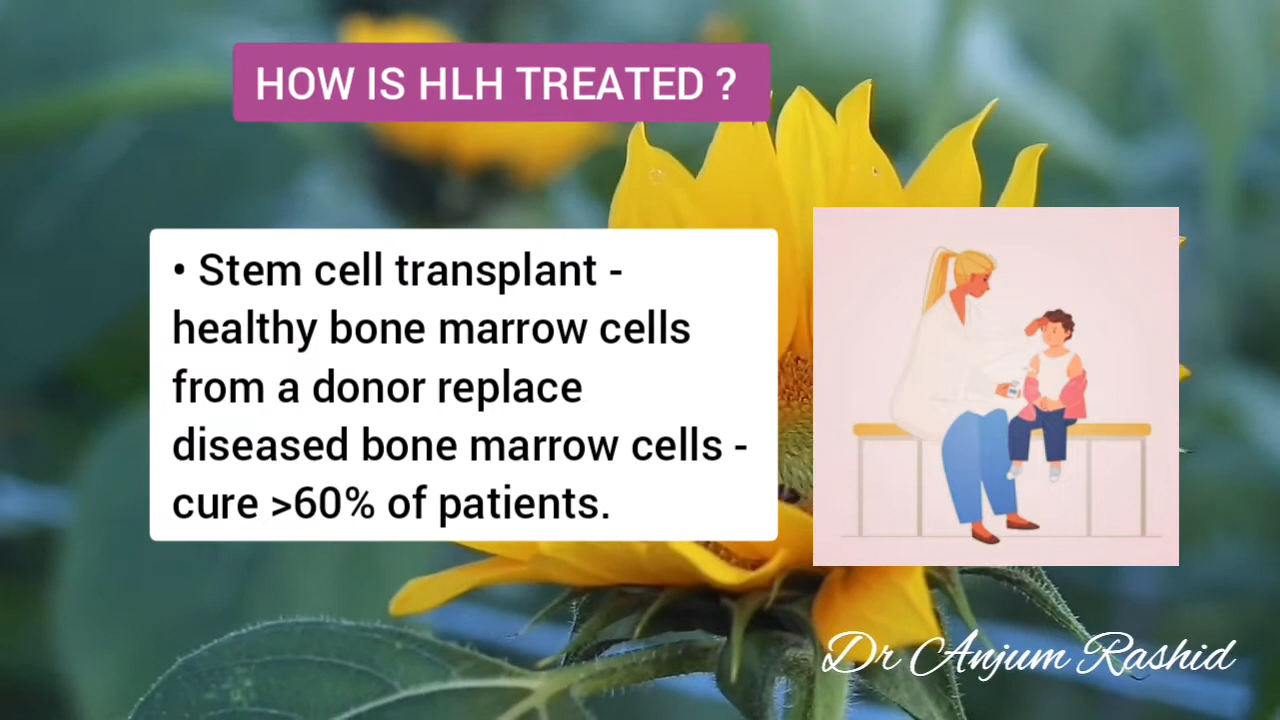 HOW IS HLH TREATED ?
• Stem cell transplant -
healthy bone marrow cells
from a donor replace
diseased bone marrow cells -
cure >60% of patients.
Dr Anjum Rashid